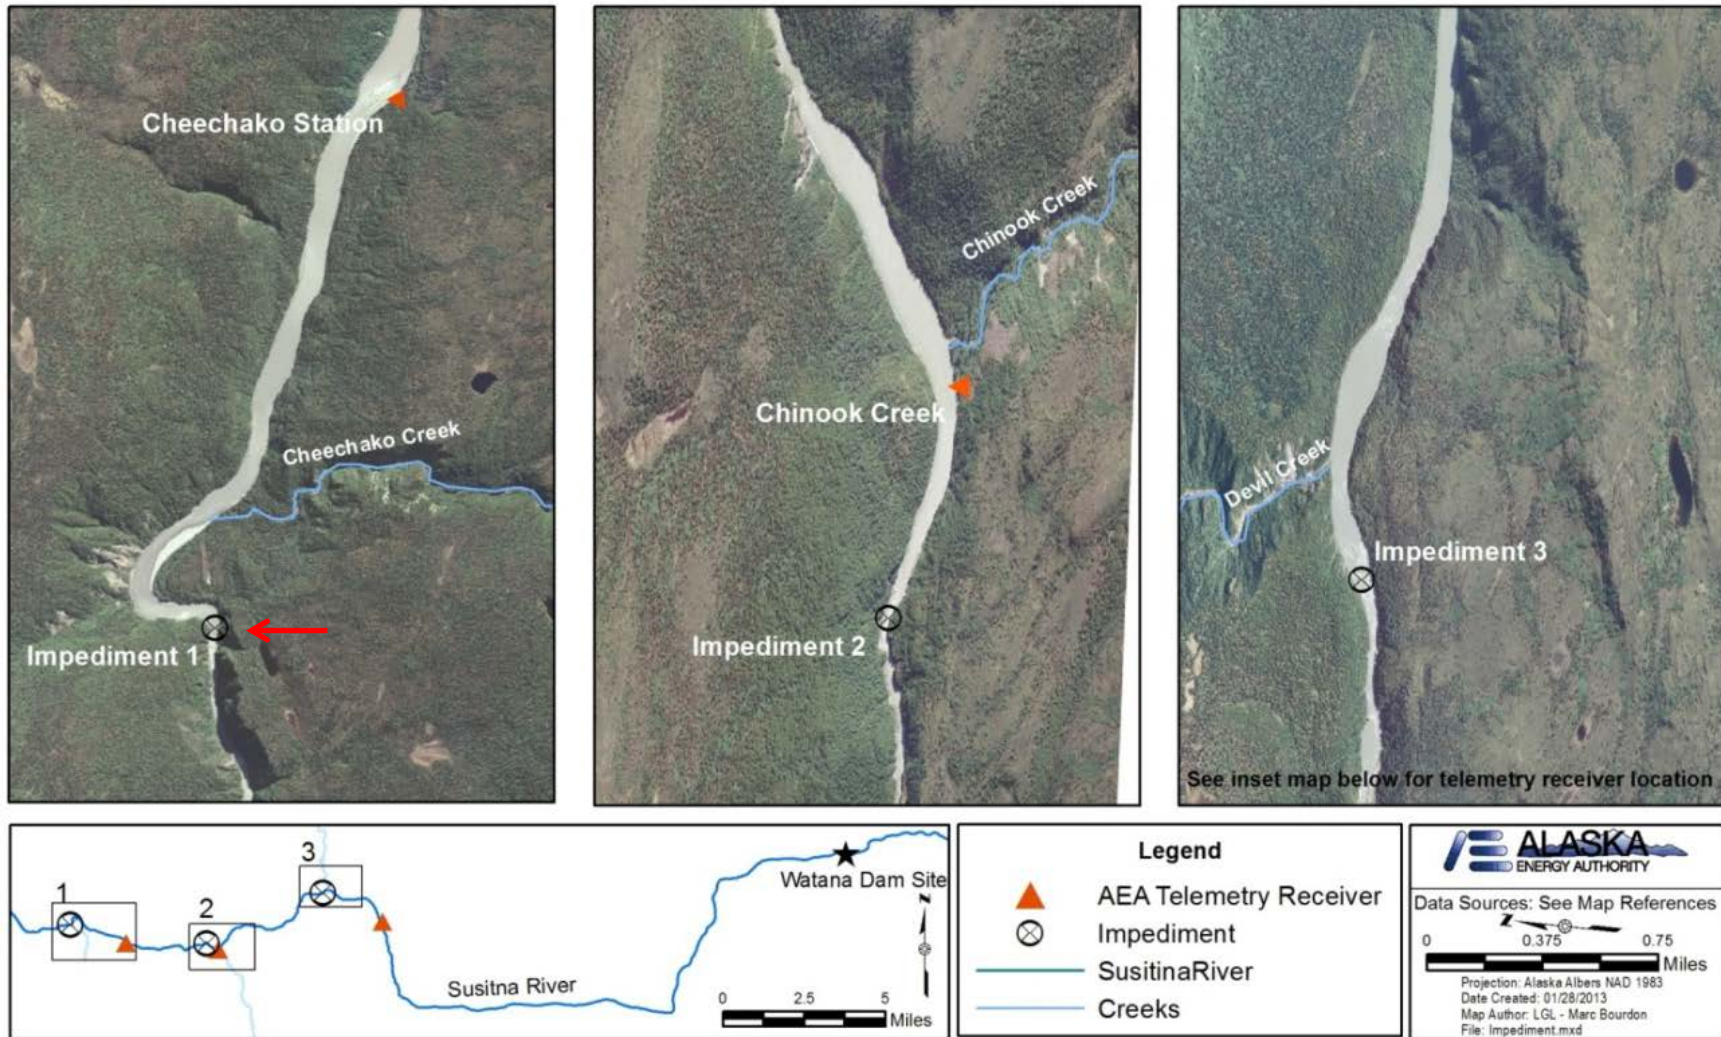 Cheechako Station
Cheechako Creek
Impediment 1
Chinook Creek
Chinook Creek
Impediment 2
Devil Creek
Impediment 3
See inset map below for telemetry receiver location
1
2
3
Watana Dam Site
Susitna River
N
0 2.5 5
Miles
Legend
AEA Telemetry Receiver
Impediment
SusitinaRiver
Creeks
AE ALASKA
ENERGY AUTHORITY
Data Sources: See Map References
N
0 0.375 0.75
Miles
Projection: Alaska Albers NAD 1983
Date Created: 01/28/2013
Map Author: LGL - Marc Bourdon
File: Impediment.mxd